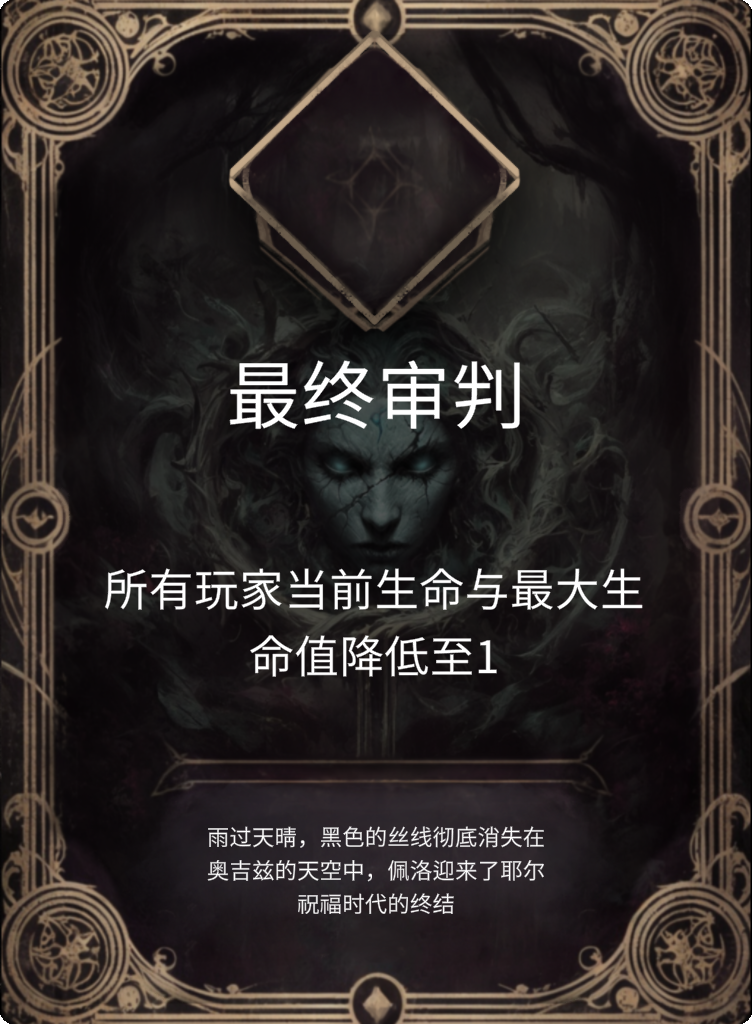 最终审判
所有玩家当前生命与最大生
命值降低至1
雨过天晴，黑色的丝线彻底消失在
奥吉兹的天空中，佩洛迎来了耶尔
祝福时代的终结